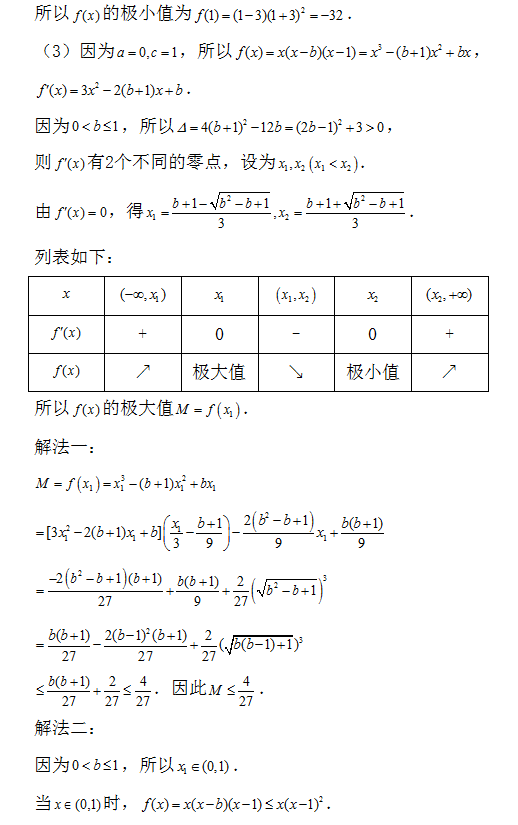 所以 f(x) 的极小值为 f(1) = (1−3)(1+3)² = −32．
（3）因为 a = 0, c = 1，所以 f(x) = x(x−b)(x−1) = x³ −(b+1)x² + bx，
f′(x) = 3x² − 2(b+1)x + b．
因为 0 < b ≤ 1，所以 Δ = 4(b+1)² −12b = (2b−1)² + 3 > 0，
则 f′(x) 有2个不同的零点，设为 x₁, x₂ (x₁ < x₂)．
由 f′(x) = 0，得 x₁ = (b+1−√(b²−b+1))/3, x₂ = (b+1+√(b²−b+1))/3．
列表如下：
x (−∞, x₁) x₁ (x₁, x₂) x₂ (x₂, +∞)
f′(x) + 0 − 0 +
f(x) ↗ 极大值 ↘ 极小值 ↗
所以 f(x) 的极大值 M = f(x₁)．
解法一：
M = f(x₁) = x₁³ −(b+1)x₁² + bx₁
= [3x₁² − 2(b+1)x₁ + b](x₁/3 − (b+1)/9) − 2(b²−b+1)/9 x₁ + b(b+1)/9
= −2(b²−b+1)(b+1)/27 + b(b+1)/9 + 2/27 (√(b²−b+1))³
= b(b+1)/27 − 2(b−1)²(b+1)/27 + 2/27 (√(b(b−1)+1))³
≤ b(b+1)/27 + 2/27 ≤ 4/27．因此 M ≤ 4/27．
解法二：
因为 0 < b ≤ 1，所以 x₁ ∈ (0,1)．
当 x ∈ (0,1) 时， f(x) = x(x−b)(x−1) ≤ x(x−1)²．